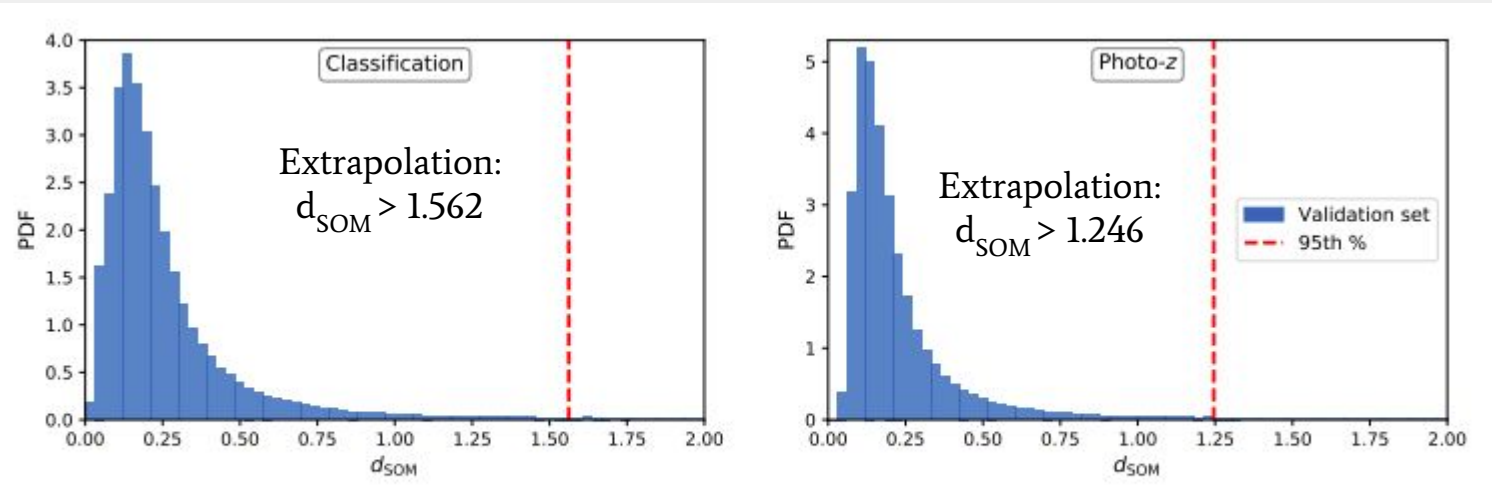 Classification
Extrapolation:
d_SOM > 1.562
PDF
4.0
3.5
3.0
2.5
2.0
1.5
1.0
0.5
0.0
0.00 0.25 0.50 0.75 1.00 1.25 1.50 1.75 2.00
d_SOM
Photo-z
Extrapolation:
d_SOM > 1.246
Validation set
95th %
PDF
5
4
3
2
1
0
0.00 0.25 0.50 0.75 1.00 1.25 1.50 1.75 2.00
d_SOM